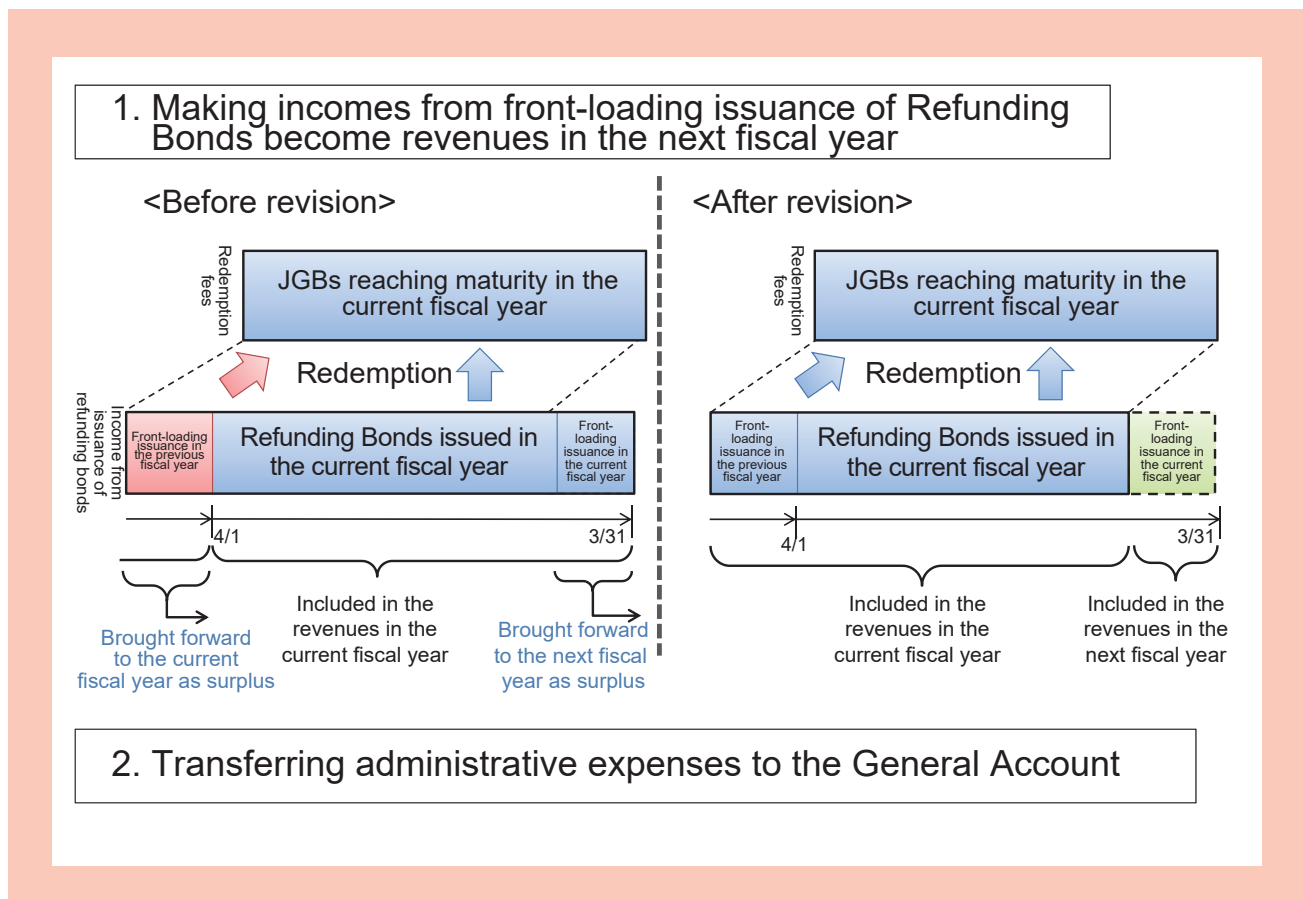 1. Making incomes from front-loading issuance of Refunding
Bonds become revenues in the next fiscal year
<Before revision>
Redemption
fees
JGBs reaching maturity in the
current fiscal year
Redemption
Income from
issuance of
refunding bonds
Front-loading
issuance in
the previous
fiscal year
Refunding Bonds issued in
the current fiscal year
Front-
loading
issuance in
the current
fiscal year
4/1
3/31
Brought forward
to the current
fiscal year as surplus
Included in the
revenues in the
current fiscal year
Brought forward
to the next fiscal
year as surplus
<After revision>
Redemption
fees
JGBs reaching maturity in the
current fiscal year
Redemption
Front-
loading
issuance in
the previous
fiscal year
Refunding Bonds issued in
the current fiscal year
Front-
loading
issuance in
the current
fiscal year
4/1
3/31
Included in the
revenues in the
current fiscal year
Included in the
revenues in the
next fiscal year
2. Transferring administrative expenses to the General Account